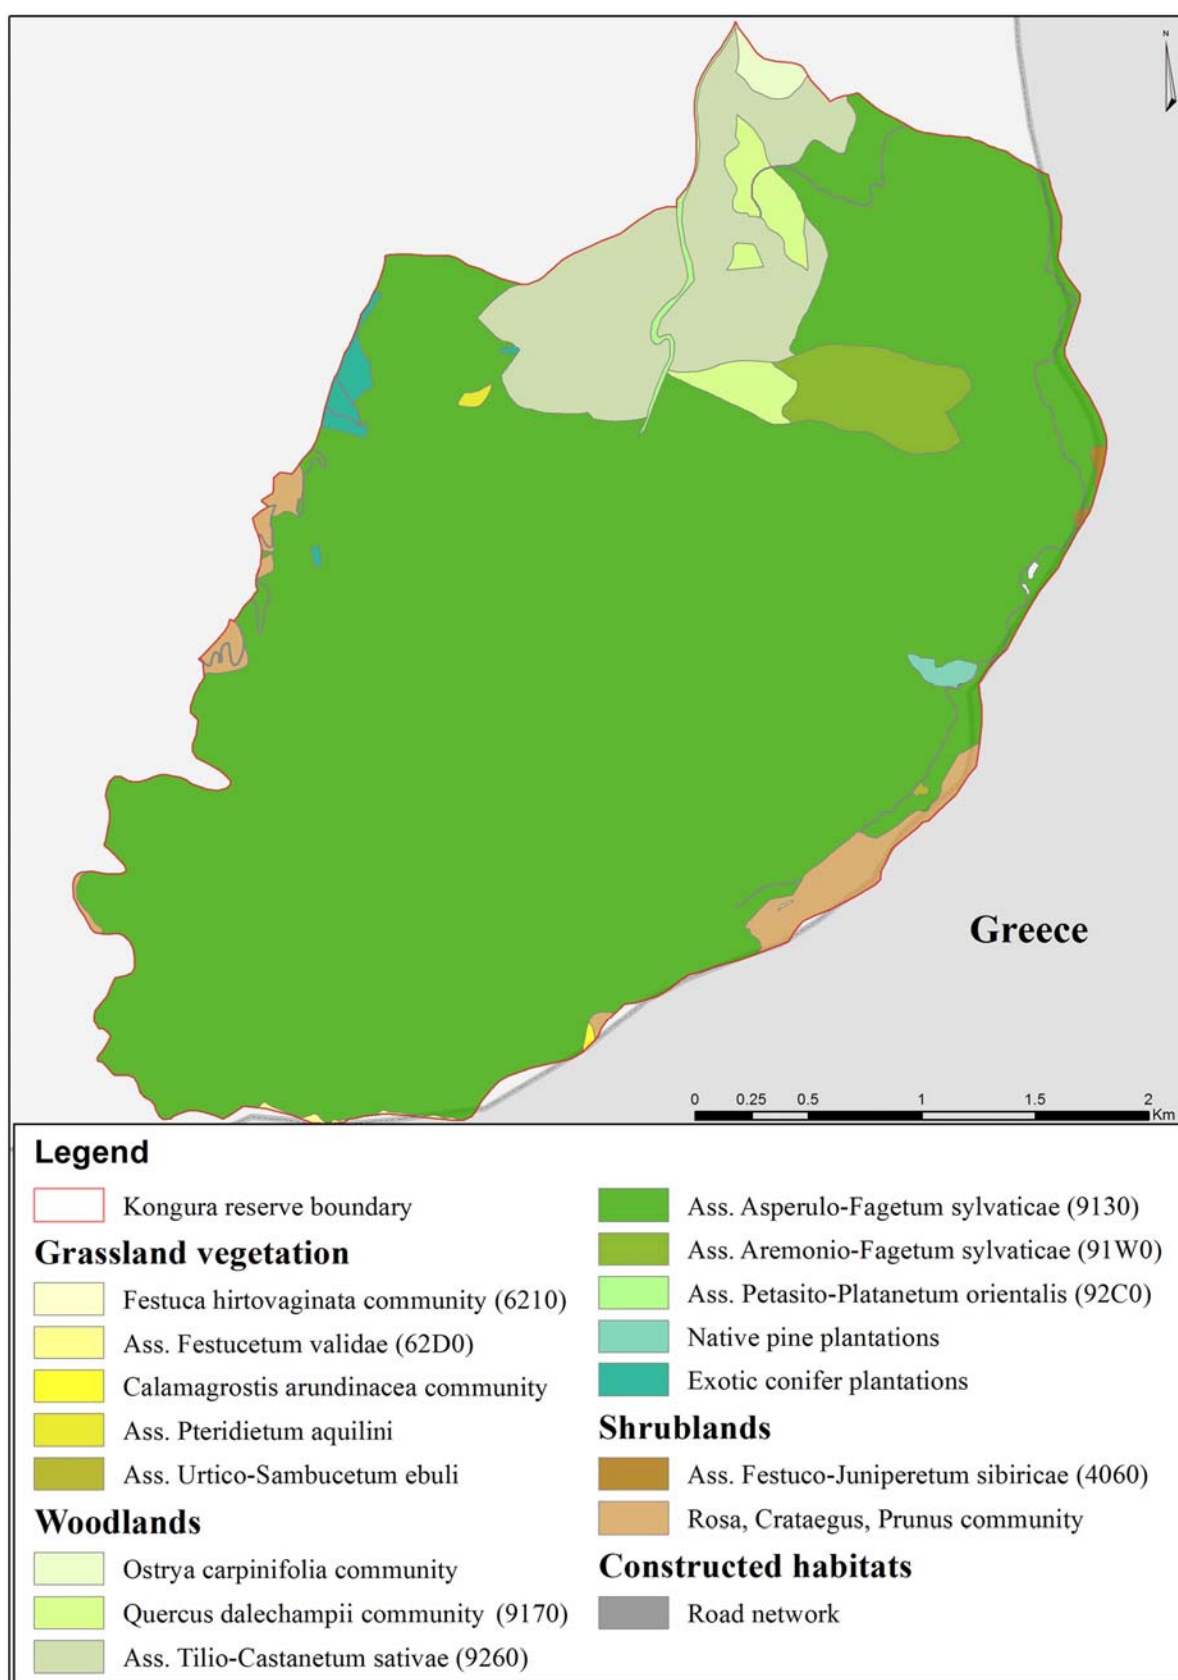 N
Greece
0 0.25 0.5 1 1.5 2
Km
Legend
Kongura reserve boundary
Grassland vegetation
Festuca hirtovaginata community (6210)
Ass. Festucetum validae (62D0)
Calamagrostis arundinacea community
Ass. Pteridietum aquilini
Ass. Urtico-Sambucetum ebuli
Woodlands
Ostrya carpinifolia community
Quercus dalechampii community (9170)
Ass. Tilio-Castanetum sativae (9260)
Ass. Asperulo-Fagetum sylvaticae (9130)
Ass. Aremonio-Fagetum sylvaticae (91W0)
Ass. Petasito-Platanetum orientalis (92C0)
Native pine plantations
Exotic conifer plantations
Shrublands
Ass. Festuco-Juniperetum sibiricae (4060)
Rosa, Crataegus, Prunus community
Constructed habitats
Road network